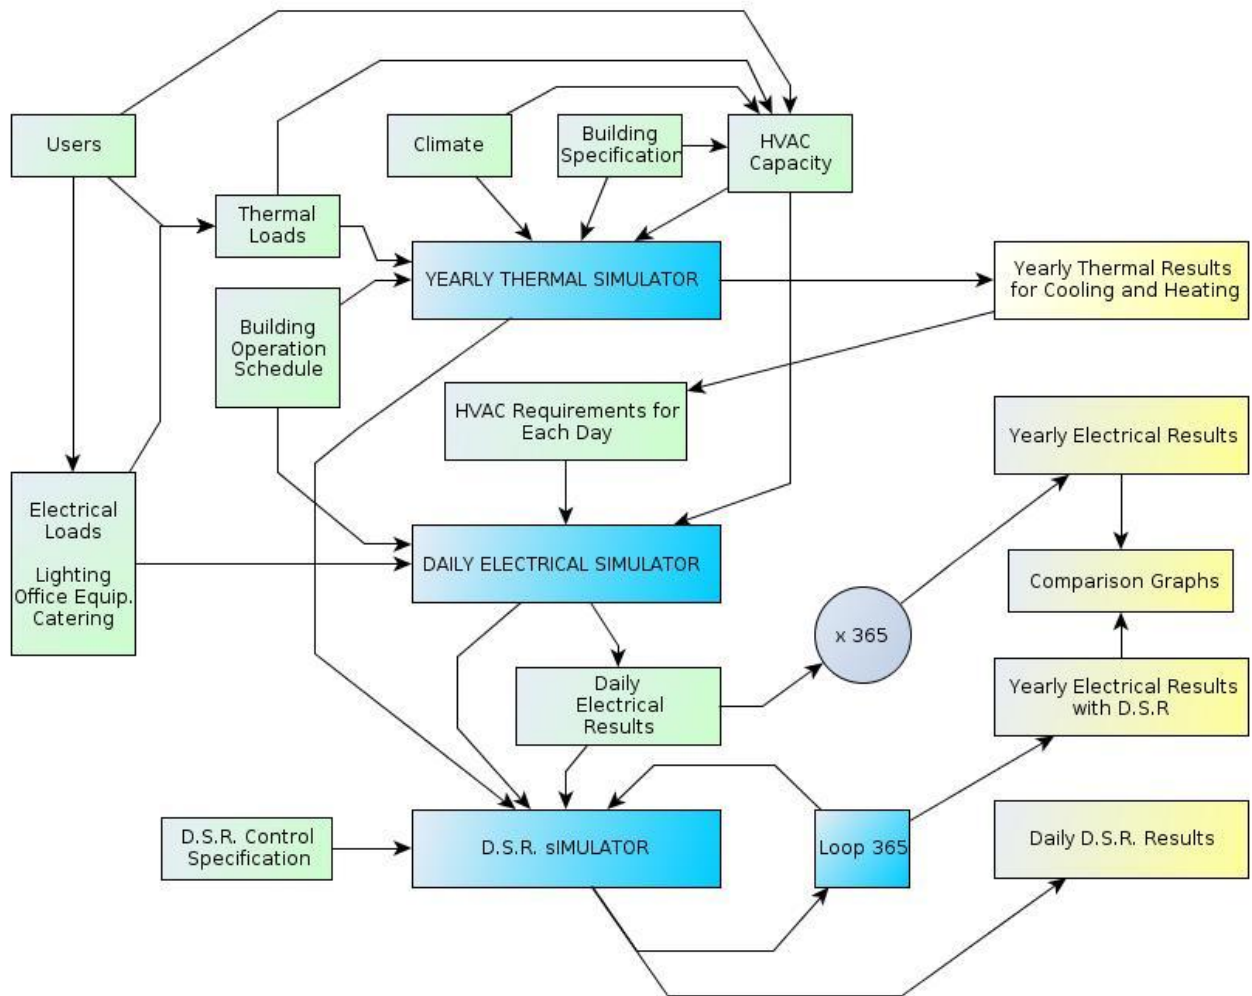 Users
Climate
Building
Specification
HVAC
Capacity
Thermal
Loads
YEARLY THERMAL SIMULATOR
Yearly Thermal Results
for Cooling and Heating
Building
Operation
Schedule
HVAC Requirements for
Each Day
Yearly Electrical Results
Electrical
Loads
Lighting
Office Equip.
Catering
DAILY ELECTRICAL SIMULATOR
Comparison Graphs
x 365
Daily
Electrical
Results
Yearly Electrical Results
with D.S.R
D.S.R. Control
Specification
D.S.R. sIMULATOR
Loop 365
Daily D.S.R. Results